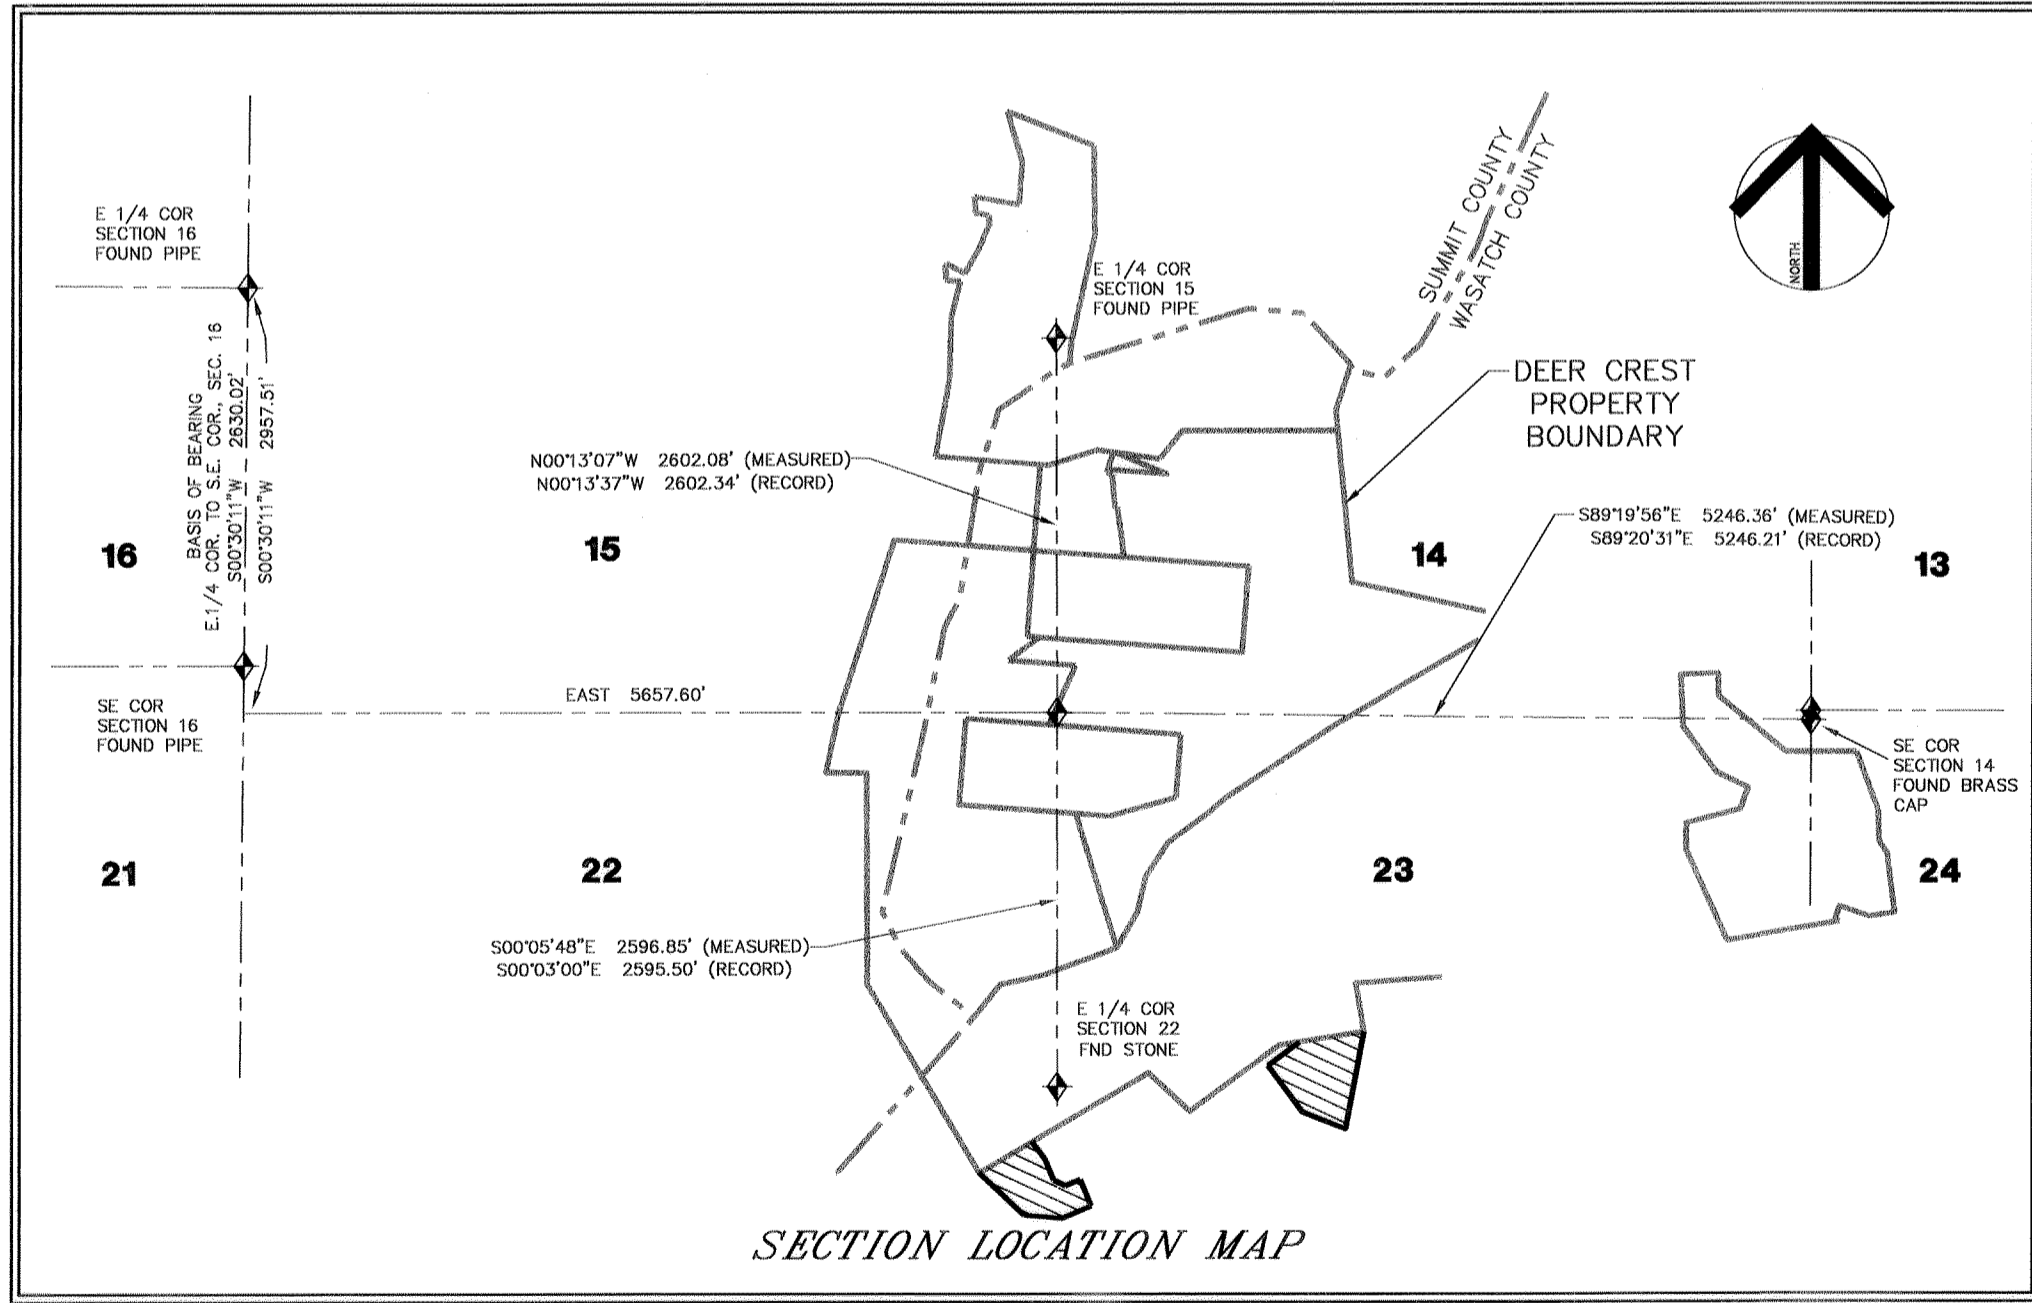 E 1/4 COR
SECTION 16
FOUND PIPE
BASIS OF BEARING
E.1/4 COR. TO S.E. COR., SEC. 16
S00°30'11"W 2630.02'
S00°30'11"W 2957.51'
SE COR
SECTION 16
FOUND PIPE
16
21
15
22
EAST 5657.60'
N00°13'07"W 2602.08' (MEASURED)
N00°13'37"W 2602.34' (RECORD)
S00°05'48"E 2596.85' (MEASURED)
S00°03'00"E 2595.50' (RECORD)
E 1/4 COR
SECTION 15
FOUND PIPE
E 1/4 COR
SECTION 22
FND STONE
SUMMIT COUNTY
WASATCH COUNTY
NORTH
DEER CREST
PROPERTY
BOUNDARY
S89°19'56"E 5246.36' (MEASURED)
S89°20'31"E 5246.21' (RECORD)
14
13
23
24
SE COR
SECTION 14
FOUND BRASS
CAP
SECTION LOCATION MAP